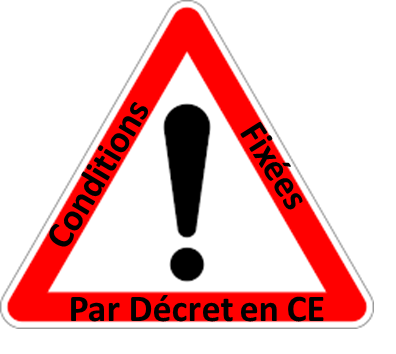 Conditions
Fixées
Par Décret en CE